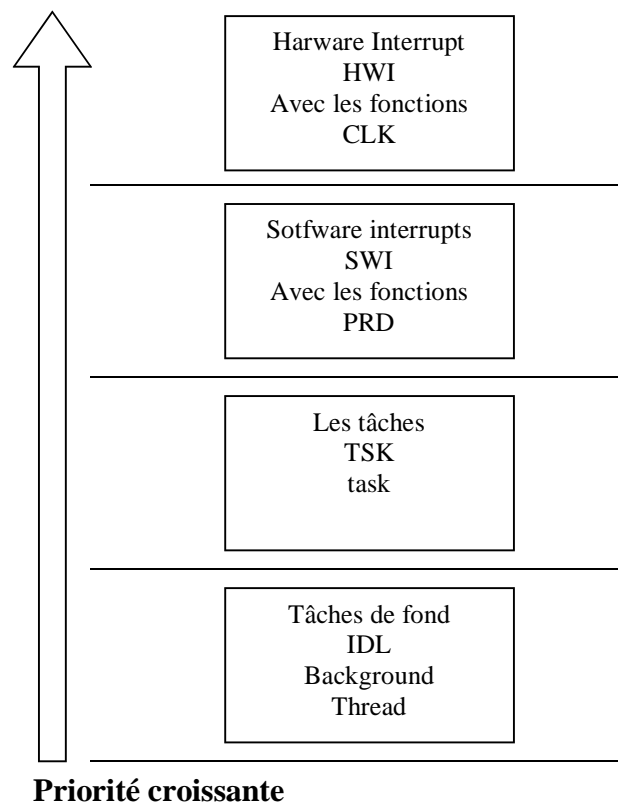 Harware Interrupt
HWI
Avec les fonctions
CLK
Sotfware interrupts
SWI
Avec les fonctions
PRD
Les tâches
TSK
task
Tâches de fond
IDL
Background
Thread
Priorité croissante